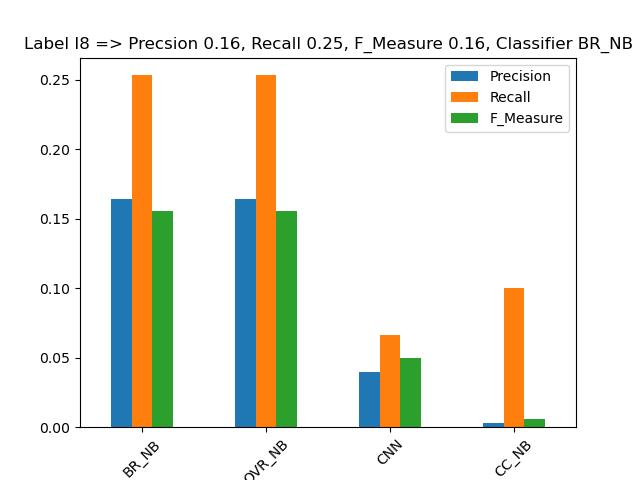 Label I8 => Precsion 0.16, Recall 0.25, F_Measure 0.16, Classifier BR_NB
Precision
Recall
F_Measure
0.25
0.20
0.15
0.10
0.05
0.00
BR_NB
OVR_NB
CNN
CC_NB